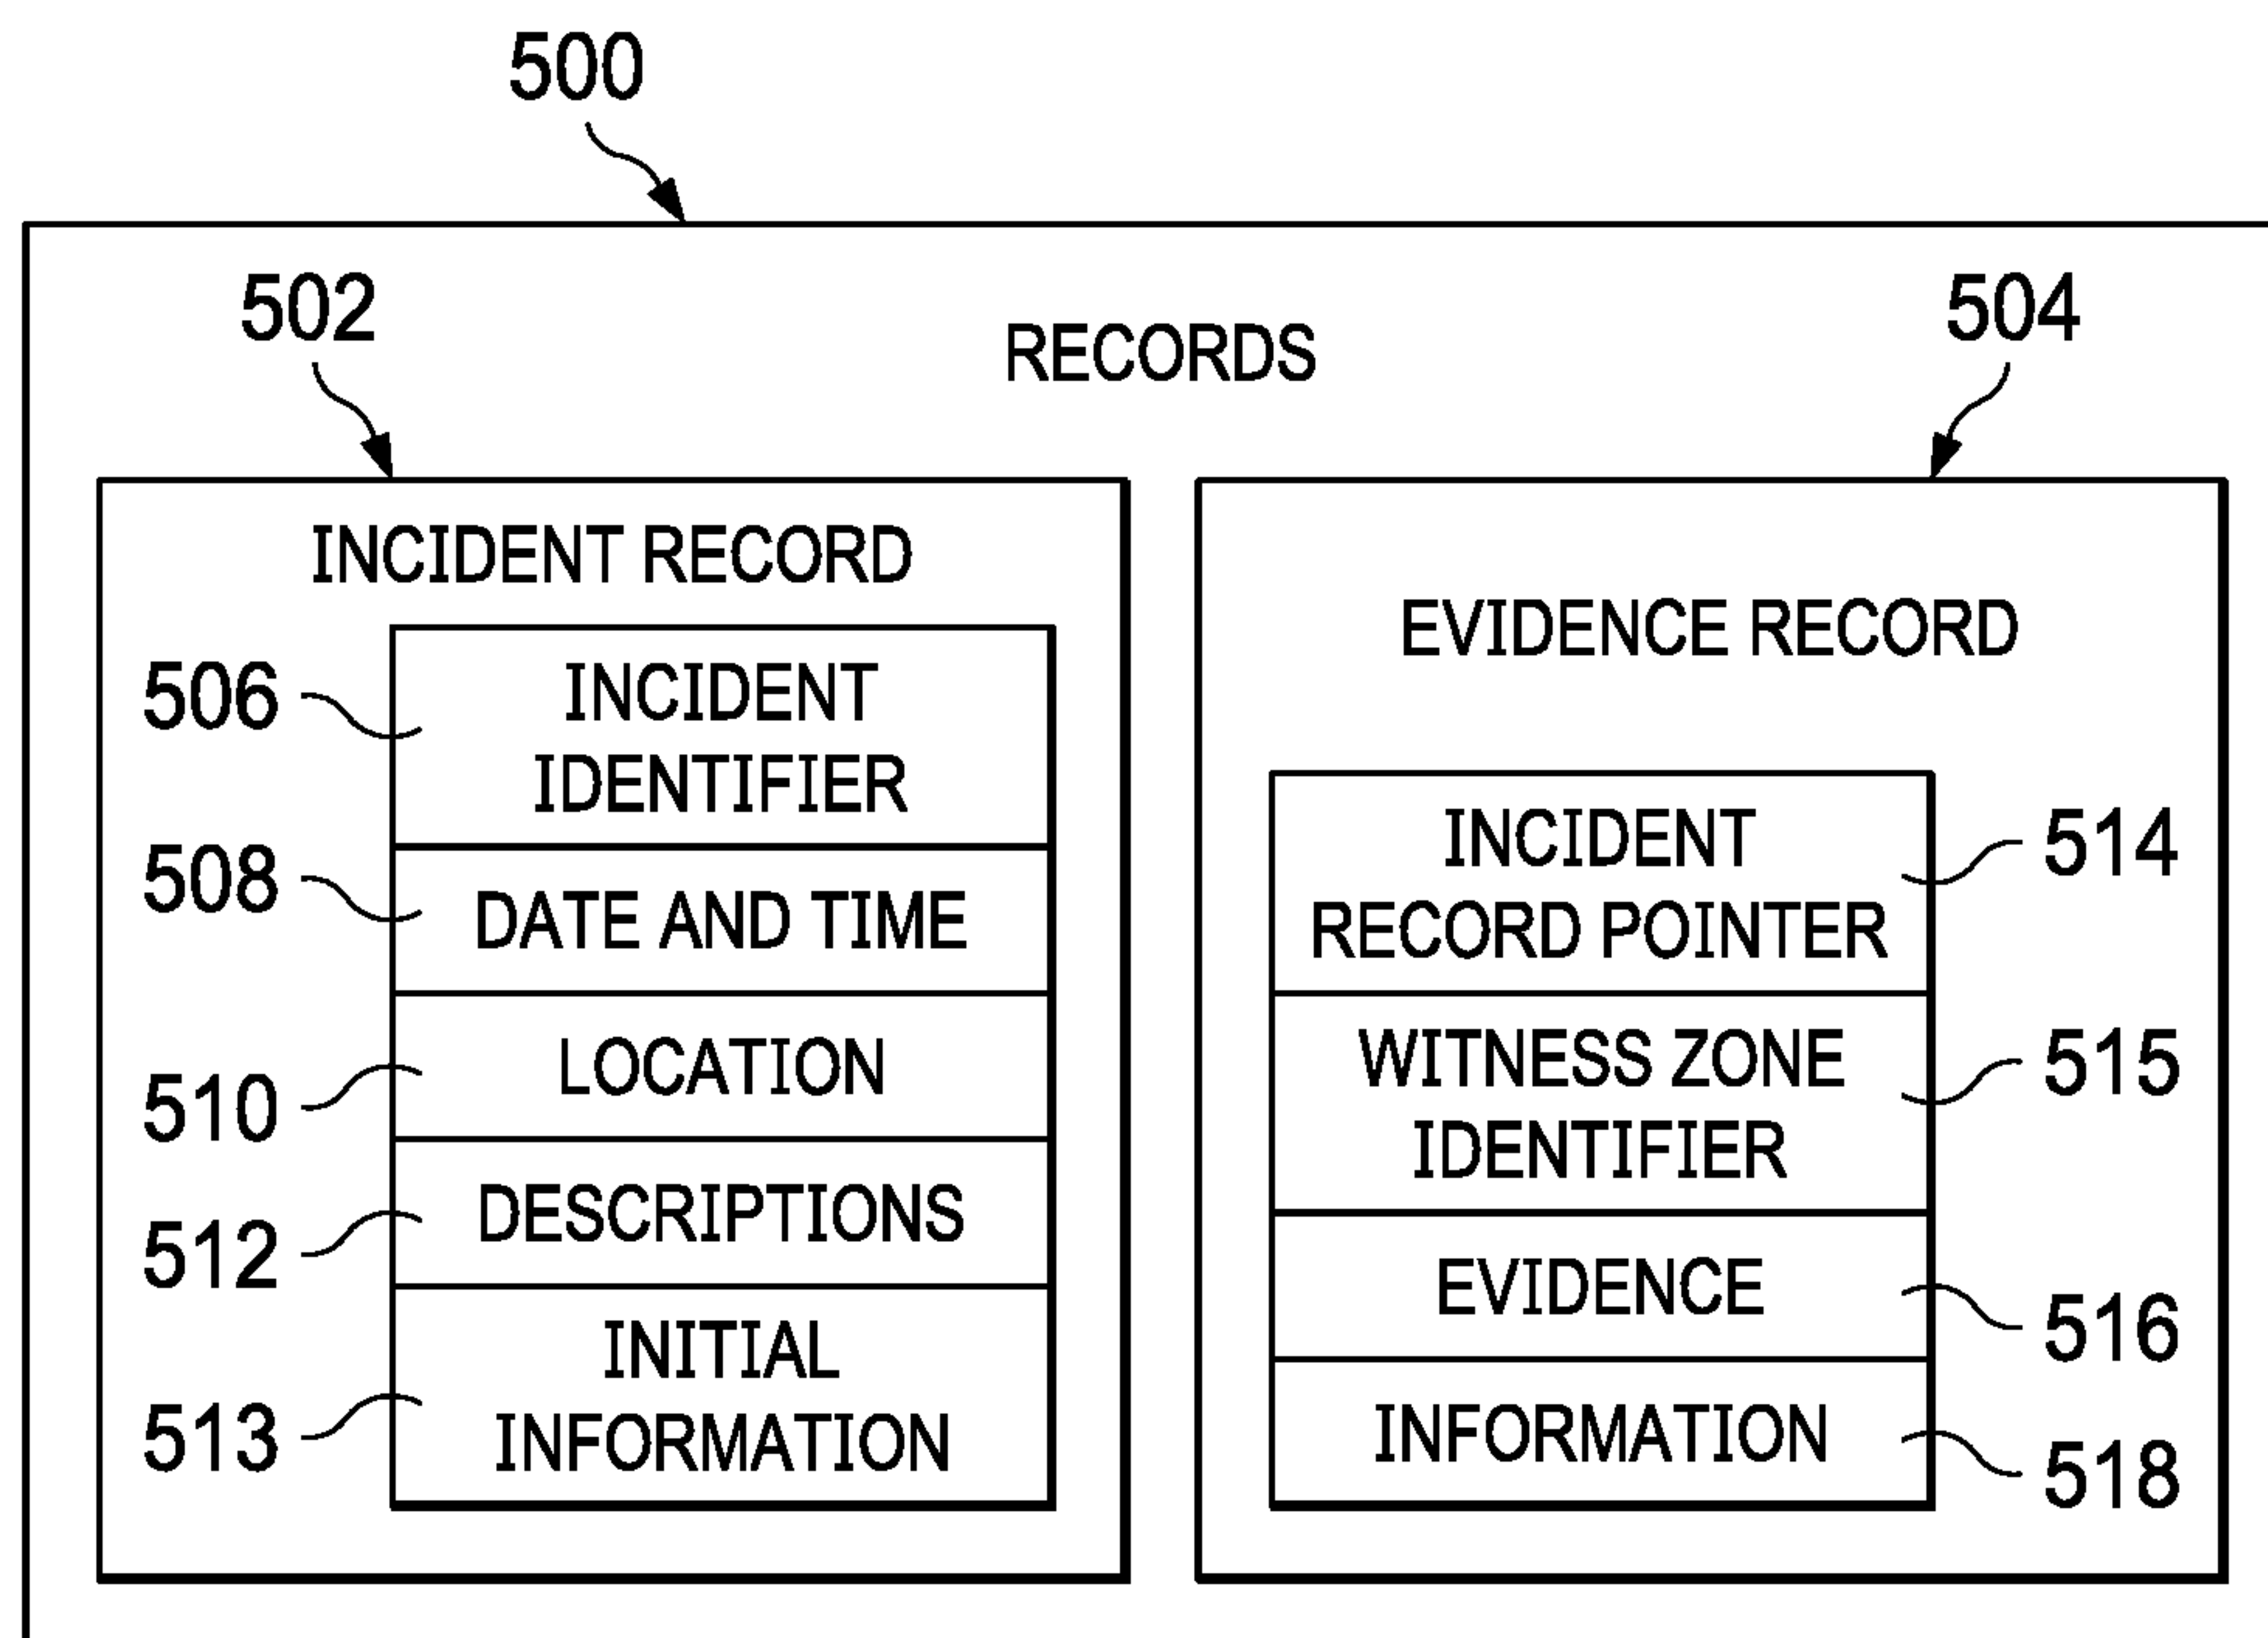 500
502
RECORDS
504
INCIDENT RECORD
506
INCIDENT
IDENTIFIER
508
DATE AND TIME
510
LOCATION
512
DESCRIPTIONS
513
INITIAL
INFORMATION
EVIDENCE RECORD
INCIDENT
RECORD POINTER
514
WITNESS ZONE
IDENTIFIER
515
EVIDENCE
516
INFORMATION
518